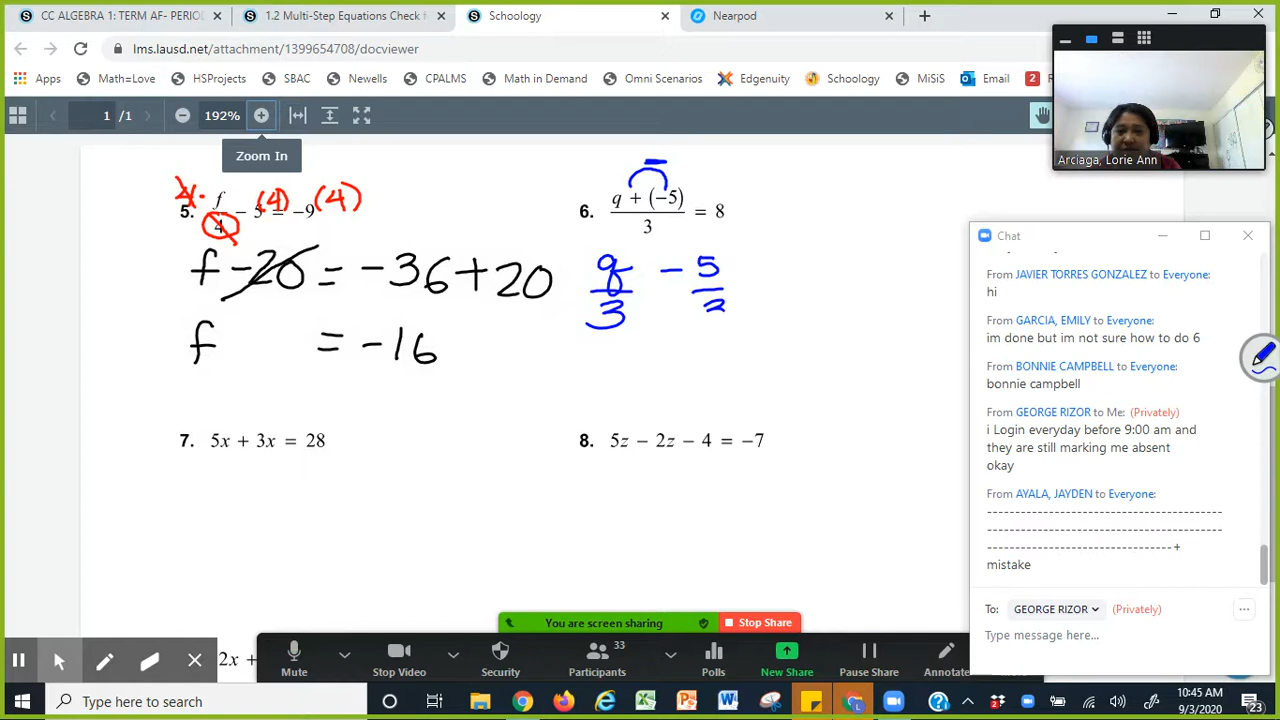 CC ALGEBRA 1: TERM AF- PERIOD
1.2 Multi-Step Equations Check f
Schoology
Nearpod
lms.lausd.net/attachment/1399654708/docviewer
Apps
Math=Love
HSProjects
SBAC
Newells
CPALMS
Math in Demand
Omni Scenarios
Edgenuity
Schoology
MiSiS
Email
2
1 /1
192%
Zoom In
Arciaga, Lorie Ann
5. f/4 − 5 = −9
4· (4) (4)
f − 20 = −36 + 20
f = −16
6. (q + (−5))/3 = 8
q/3 − 5/3
7. 5x + 3x = 28
8. 5z − 2z − 4 = −7
2x +
Chat
From JAVIER TORRES GONZALEZ to Everyone:
hi
From GARCIA, EMILY to Everyone:
im done but im not sure how to do 6
From BONNIE CAMPBELL to Everyone:
bonnie campbell
From GEORGE RIZOR to Me: (Privately)
i Login everyday before 9:00 am and
they are still marking me absent
okay
From AYALA, JAYDEN to Everyone:
------------------------------------------
------------------------------------------
---------------------------------+
mistake
To: GEORGE RIZOR (Privately)
Type message here...
You are screen sharing
Stop Share
Mute
Stop Video
Security
33
Participants
Polls
New Share
Pause Share
Annotate
Type here to search
10:45 AM
9/3/2020
23